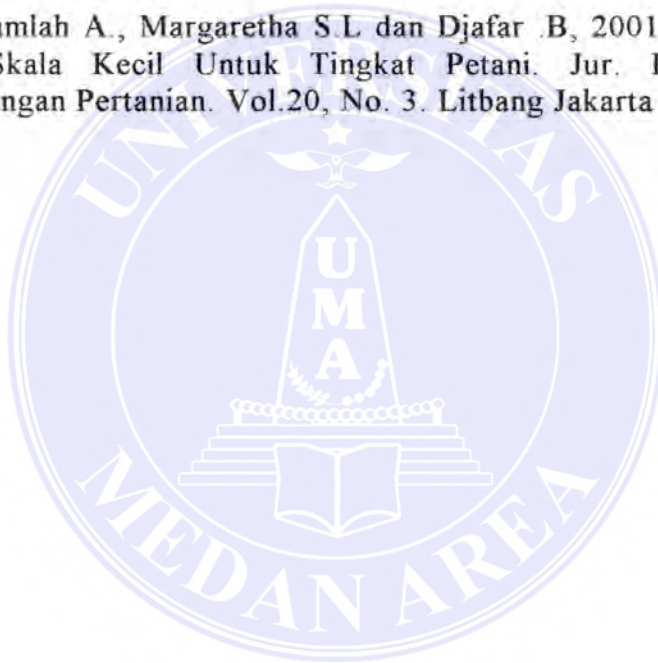 umlah A., Margaretha S.L dan Djafar .B, 2001
Skala Kecil Untuk Tingkat Petani. Jur.
ngan Pertanian. Vol.20, No. 3. Litbang Jakarta
UNIVERSITAS
UMA
MEDAN AREA